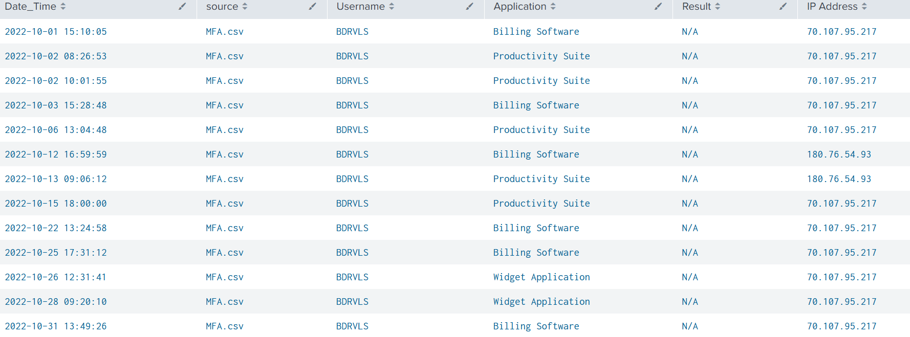 Date_Time source Username Application Result IP Address
2022-10-01 15:10:05 MFA.csv BDRVLS Billing Software N/A 70.107.95.217
2022-10-02 08:26:53 MFA.csv BDRVLS Productivity Suite N/A 70.107.95.217
2022-10-02 10:01:55 MFA.csv BDRVLS Productivity Suite N/A 70.107.95.217
2022-10-03 15:28:48 MFA.csv BDRVLS Billing Software N/A 70.107.95.217
2022-10-06 13:04:48 MFA.csv BDRVLS Productivity Suite N/A 70.107.95.217
2022-10-12 16:59:59 MFA.csv BDRVLS Billing Software N/A 180.76.54.93
2022-10-13 09:06:12 MFA.csv BDRVLS Productivity Suite N/A 180.76.54.93
2022-10-15 18:00:00 MFA.csv BDRVLS Productivity Suite N/A 70.107.95.217
2022-10-22 13:24:58 MFA.csv BDRVLS Billing Software N/A 70.107.95.217
2022-10-25 17:31:12 MFA.csv BDRVLS Billing Software N/A 70.107.95.217
2022-10-26 12:31:41 MFA.csv BDRVLS Widget Application N/A 70.107.95.217
2022-10-28 09:20:10 MFA.csv BDRVLS Widget Application N/A 70.107.95.217
2022-10-31 13:49:26 MFA.csv BDRVLS Billing Software N/A 70.107.95.217